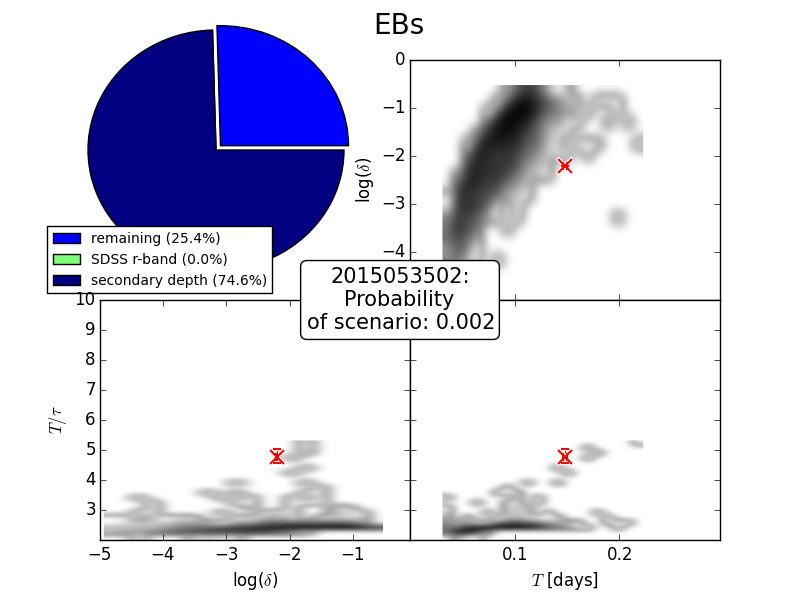 EBs
0
−1
−2
−3
−4
log(δ)
remaining (25.4%)
SDSS r-band (0.0%)
secondary depth (74.6%)
2015053502:
Probability
of scenario: 0.002
10
9
8
7
6
5
4
3
T/τ
−5
−4
−3
−2
−1
0.1
0.2
log(δ)
T [days]